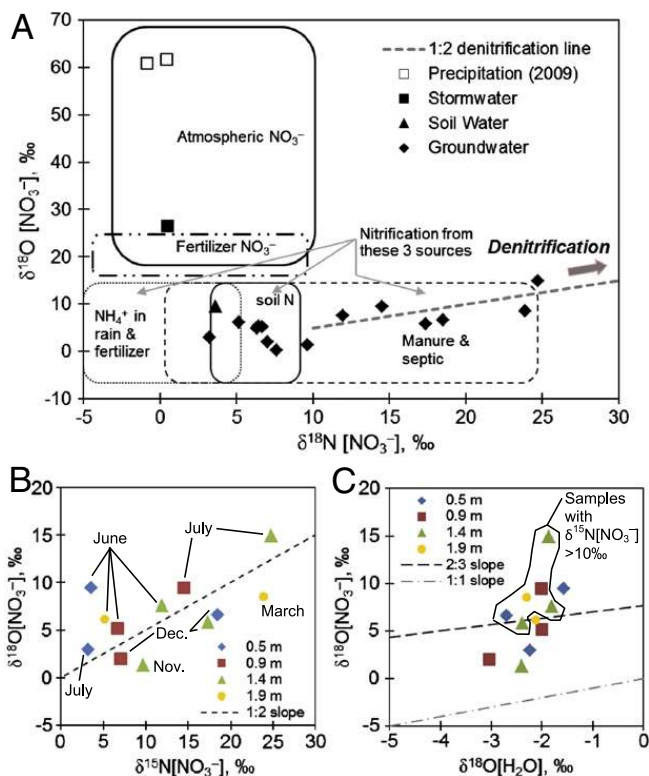 A
δ18O [NO3−], ‰
70
60
50
40
30
20
10
0
-10
-5
0
5
10
15
20
25
30
δ18N [NO3−], ‰
1:2 denitrification line
Precipitation (2009)
Stormwater
Soil Water
Groundwater
Atmospheric NO3−
Fertilizer NO3−
Nitrification from
these 3 sources
Denitrification
NH4+ in
rain &
fertilizer
soil N
Manure &
septic
B
δ18O[NO3−], ‰
20
15
10
5
0
-5
0
5
10
15
20
25
30
δ15N[NO3−], ‰
June
July
March
Dec.
Nov.
July
0.5 m
0.9 m
1.4 m
1.9 m
1:2 slope
C
δ18O[NO3−], ‰
20
15
10
5
0
-5
-5
-4
-3
-2
-1
0
δ18O[H2O], ‰
0.5 m
0.9 m
1.4 m
1.9 m
2:3 slope
1:1 slope
Samples
with
δ15N[NO3−]
>10‰